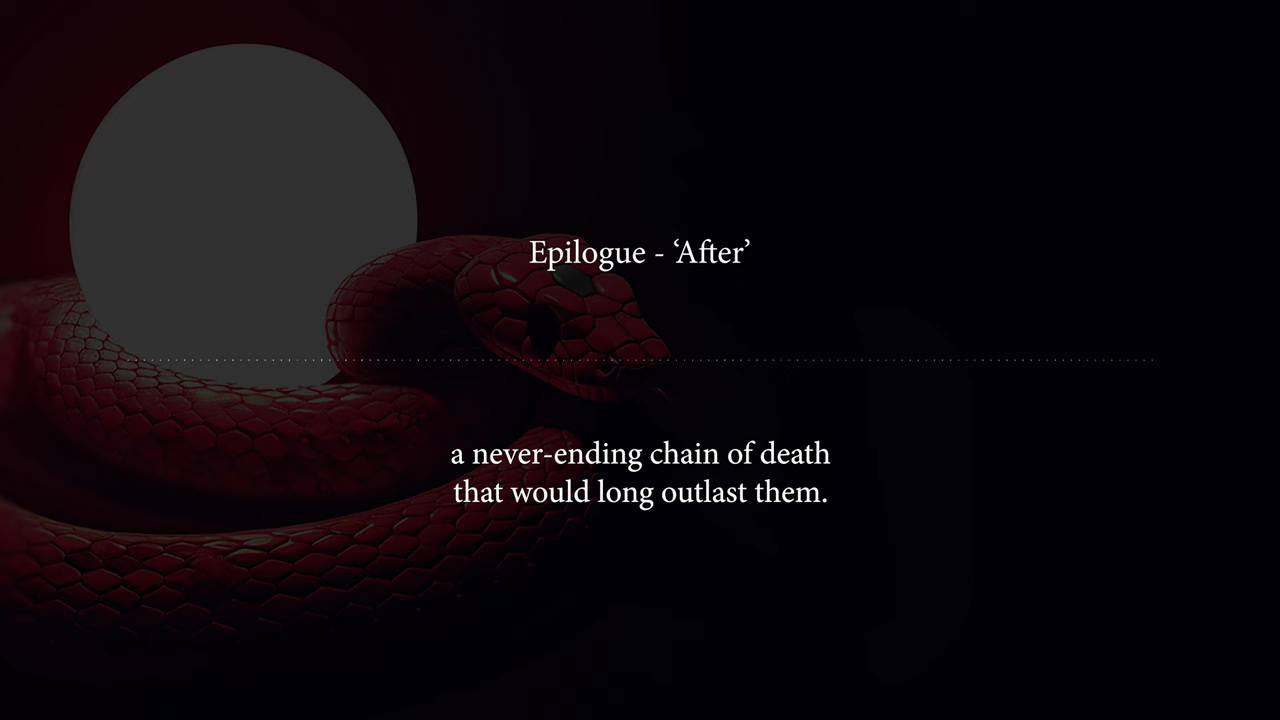 Epilogue - ‘After’
a never-ending chain of death
that would long outlast them.